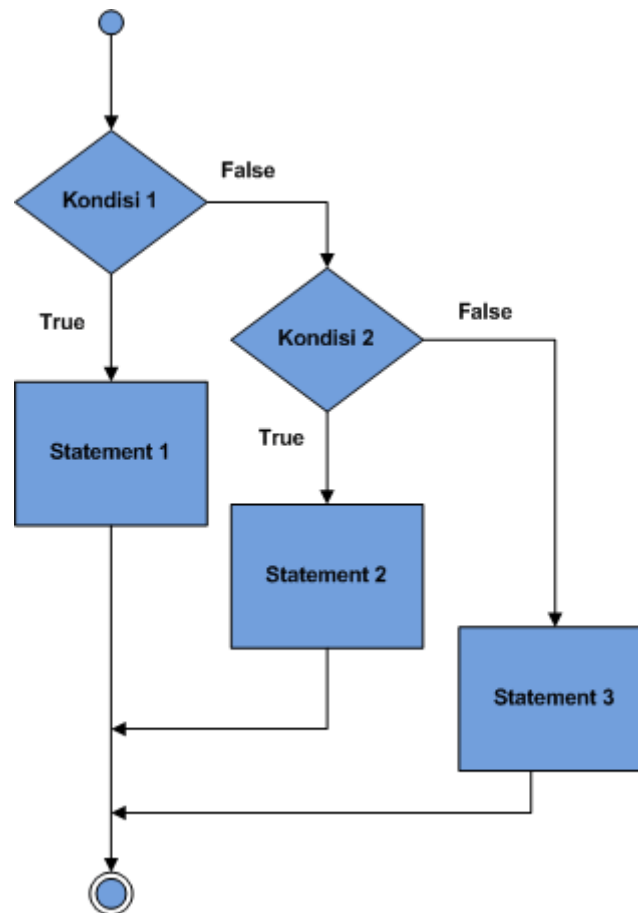 False
Kondisi 1
False
True
Kondisi 2
True
Statement 1
Statement 2
Statement 3